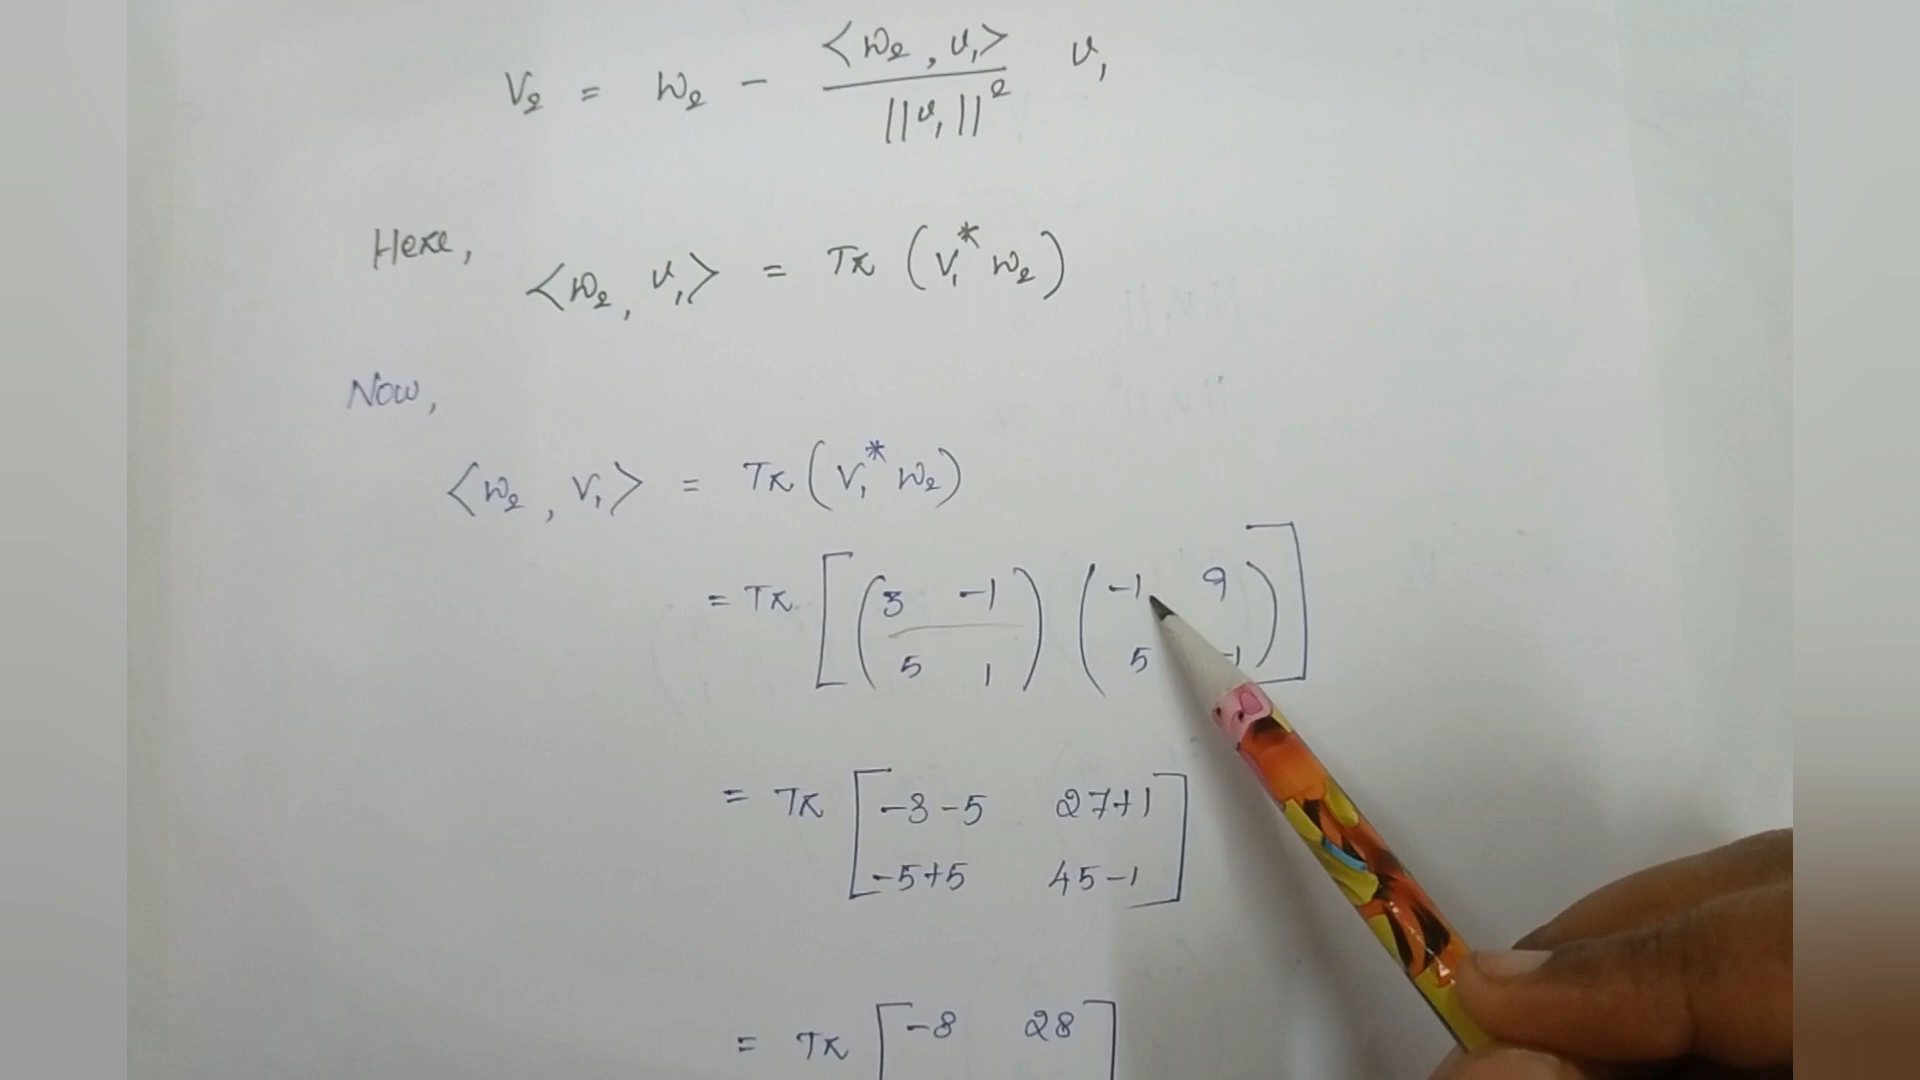 V₂ = w₂ - <w₂, v₁> / ||v₁||² v₁
Here,
<w₂, v₁> = Tr (V₁* w₂)
Now,
<w₂, V₁> = Tr (V₁* w₂)
= Tr [ (3 -1
5 1) (-1 9
5 -1) ]
= Tr [ -3-5 27+1
-5+5 45-1 ]
= Tr [ -8 28 ]